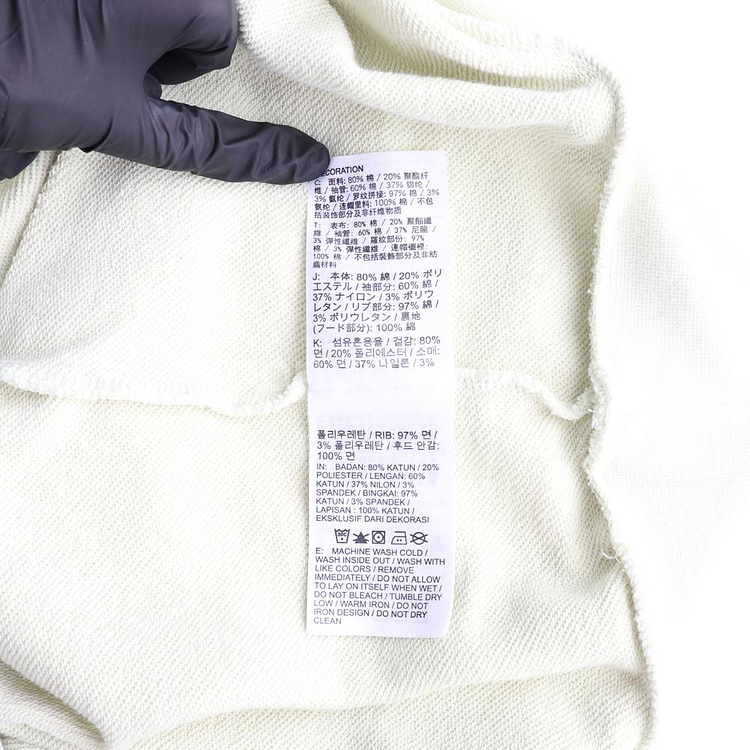 CORATION
C: 面料: 80% 棉 / 20% 聚酯纤
维 / 袖管: 60% 棉 / 37% 锦纶 /
3% 氨纶 / 罗纹拼接: 97% 棉 / 3%
氨纶 / 连帽里料: 100% 棉 / 不包
括装饰部分及非纤维物质
T: 表布: 80% 棉 / 20% 聚酯纖
維 / 袖管: 60% 棉 / 37% 尼龍 /
3% 彈性纖維 / 羅紋部份: 97%
棉 / 3% 彈性纖維 / 連帽襯裡:
100% 棉 / 不包括裝飾部分及非紡
織材料
J: 本体: 80% 綿 / 20% ポリ
エステル / 袖部分: 60% 綿 /
37% ナイロン / 3% ポリウ
レタン / リブ部分: 97% 綿 /
3% ポリウレタン / 裏地
(フード部分): 100% 綿
K: 섬유혼용율 / 겉감: 80%
면 / 20% 폴리에스터 / 소매:
60% 면 / 37% 나일론 / 3%
폴리우레탄 / RIB: 97% 면 /
3% 폴리우레탄 / 후드 안감:
100% 면
IN: BADAN: 80% KATUN / 20%
POLIESTER / LENGAN: 60%
KATUN / 37% NILON / 3%
SPANDEK / BINGKAI: 97%
KATUN / 3% SPANDEK /
LAPISAN : 100% KATUN /
EKSKLUSIF DARI DEKORASI
E: MACHINE WASH COLD /
WASH INSIDE OUT / WASH WITH
LIKE COLORS / REMOVE
IMMEDIATELY / DO NOT ALLOW
TO LAY ON ITSELF WHEN WET /
DO NOT BLEACH / TUMBLE DRY
LOW / WARM IRON / DO NOT
IRON DESIGN / DO NOT DRY
CLEAN